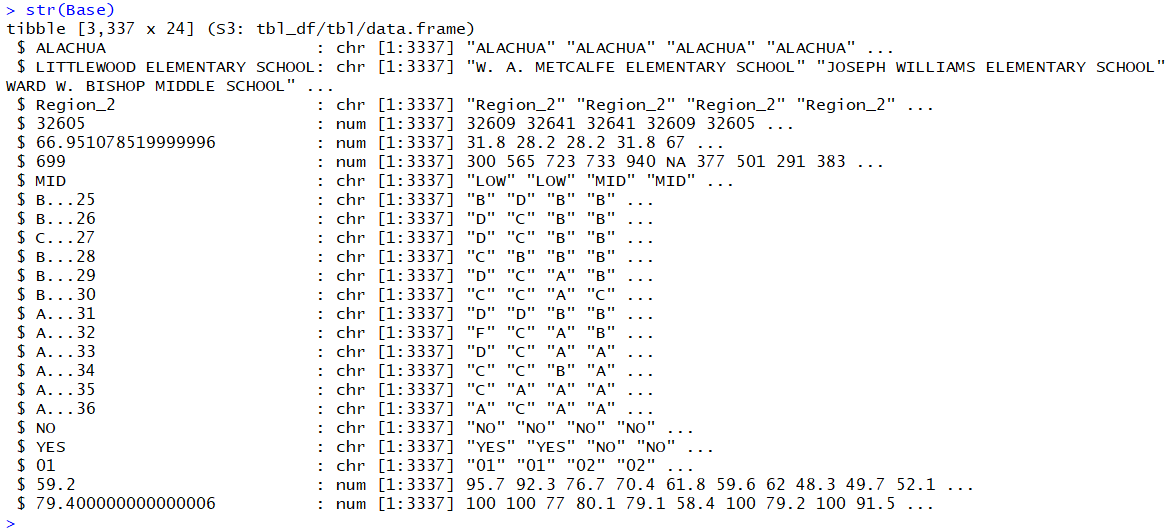 > str(Base)
tibble [3,337 x 24] (S3: tbl_df/tbl/data.frame)
 $ ALACHUA                      : chr [1:3337] "ALACHUA" "ALACHUA" "ALACHUA" "ALACHUA" ...
 $ LITTLEWOOD ELEMENTARY SCHOOL: chr [1:3337] "W. A. METCALFE ELEMENTARY SCHOOL" "JOSEPH WILLIAMS ELEMENTARY SCHOOL"
WARD W. BISHOP MIDDLE SCHOOL" ...
 $ Region_2                     : chr [1:3337] "Region_2" "Region_2" "Region_2" "Region_2" ...
 $ 32605                        : num [1:3337] 32609 32641 32641 32609 32605 ...
 $ 66.951078519999996           : num [1:3337] 31.8 28.2 28.2 31.8 67 ...
 $ 699                          : num [1:3337] 300 565 723 733 940 NA 377 501 291 383 ...
 $ MID                          : chr [1:3337] "LOW" "LOW" "MID" "MID" ...
 $ B...25                       : chr [1:3337] "B" "D" "B" "B" ...
 $ B...26                       : chr [1:3337] "D" "C" "B" "B" ...
 $ C...27                       : chr [1:3337] "D" "C" "B" "B" ...
 $ B...28                       : chr [1:3337] "C" "B" "B" "B" ...
 $ B...29                       : chr [1:3337] "D" "C" "A" "B" ...
 $ B...30                       : chr [1:3337] "C" "C" "A" "C" ...
 $ A...31                       : chr [1:3337] "D" "D" "B" "B" ...
 $ A...32                       : chr [1:3337] "F" "C" "A" "B" ...
 $ A...33                       : chr [1:3337] "D" "C" "A" "A" ...
 $ A...34                       : chr [1:3337] "C" "C" "B" "A" ...
 $ A...35                       : chr [1:3337] "C" "A" "A" "A" ...
 $ A...36                       : chr [1:3337] "A" "C" "A" "A" ...
 $ NO                           : chr [1:3337] "NO" "NO" "NO" "NO" ...
 $ YES                          : chr [1:3337] "YES" "YES" "NO" "NO" ...
 $ 01                           : chr [1:3337] "01" "01" "02" "02" ...
 $ 59.2                         : num [1:3337] 95.7 92.3 76.7 70.4 61.8 59.6 62 48.3 49.7 52.1 ...
 $ 79.400000000000006           : num [1:3337] 100 100 77 80.1 79.1 58.4 100 79.2 100 91.5 ...
>